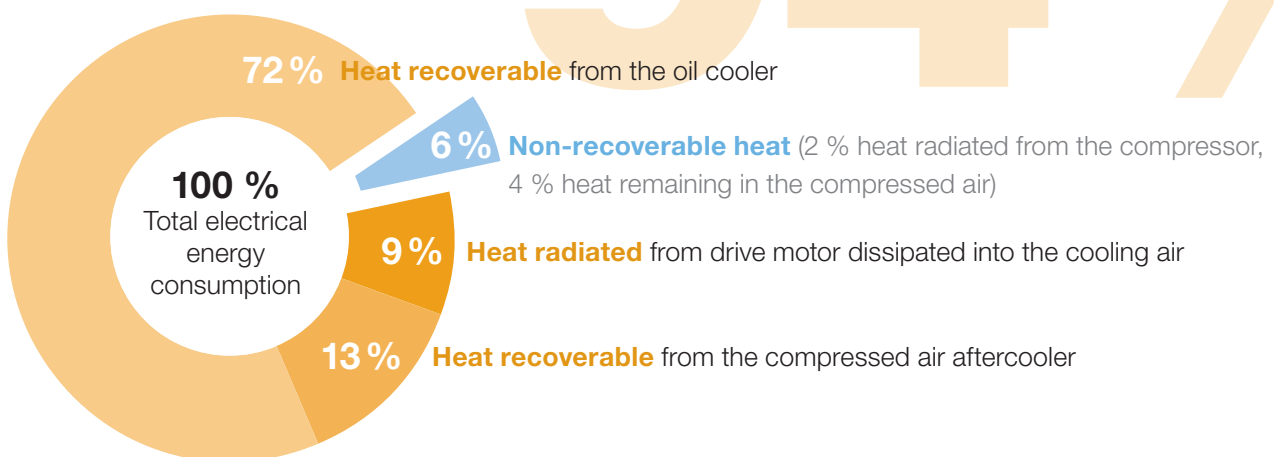 72 % Heat recoverable from the oil cooler
6 % Non-recoverable heat (2 % heat radiated from the compressor,
4 % heat remaining in the compressed air)
100 %
Total electrical
energy
consumption
9 % Heat radiated from drive motor dissipated into the cooling air
13 % Heat recoverable from the compressed air aftercooler